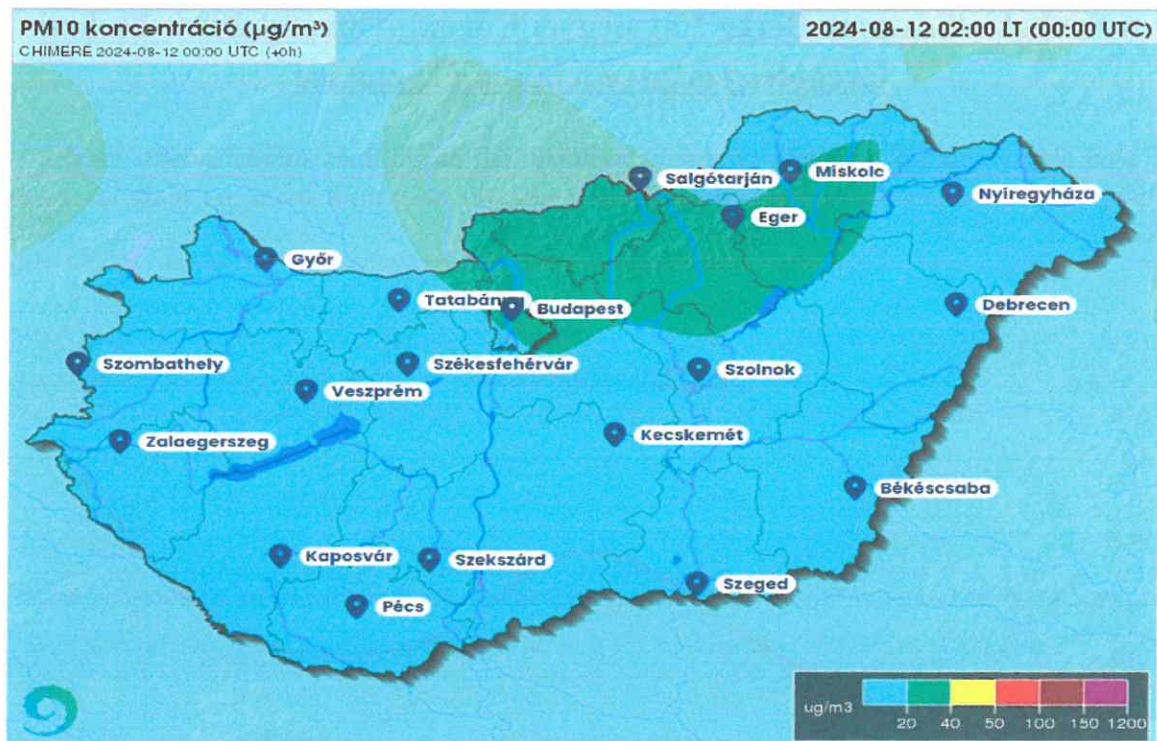 PM10 koncentráció (µg/m³)
CHIMERE 2024-08-12 00:00 UTC (+0h)
2024-08-12 02:00 LT (00:00 UTC)
Salgótarján
Miskolc
Nyíregyháza
Eger
Győr
Tatabánya
Budapest
Debrecen
Szombathely
Székesfehérvár
Szolnok
Veszprém
Zalaegerszeg
Kecskemét
Békéscsaba
Kaposvár
Szekszárd
Szeged
Pécs
ug/m3
20 40 50 100 150 1200